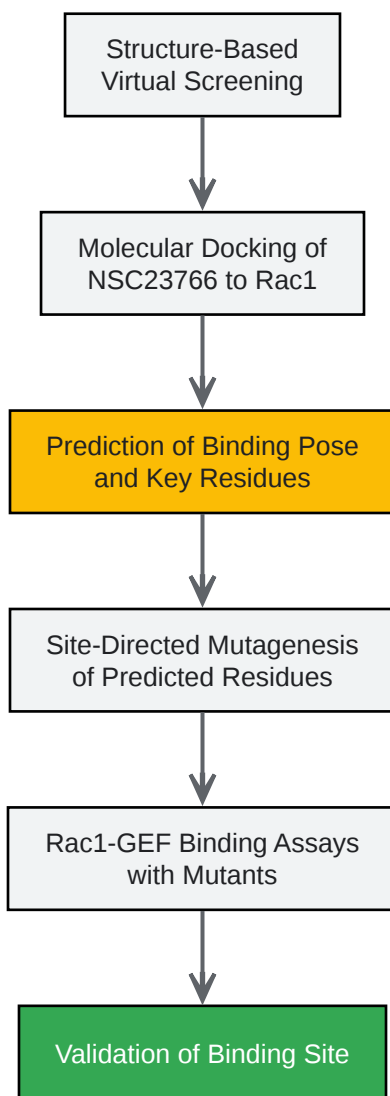 Structure-Based
Virtual Screening
Molecular Docking of
NSC23766 to Rac1
Prediction of Binding Pose
and Key Residues
Site-Directed Mutagenesis
of Predicted Residues
Rac1-GEF Binding Assays
with Mutants
Validation of Binding Site